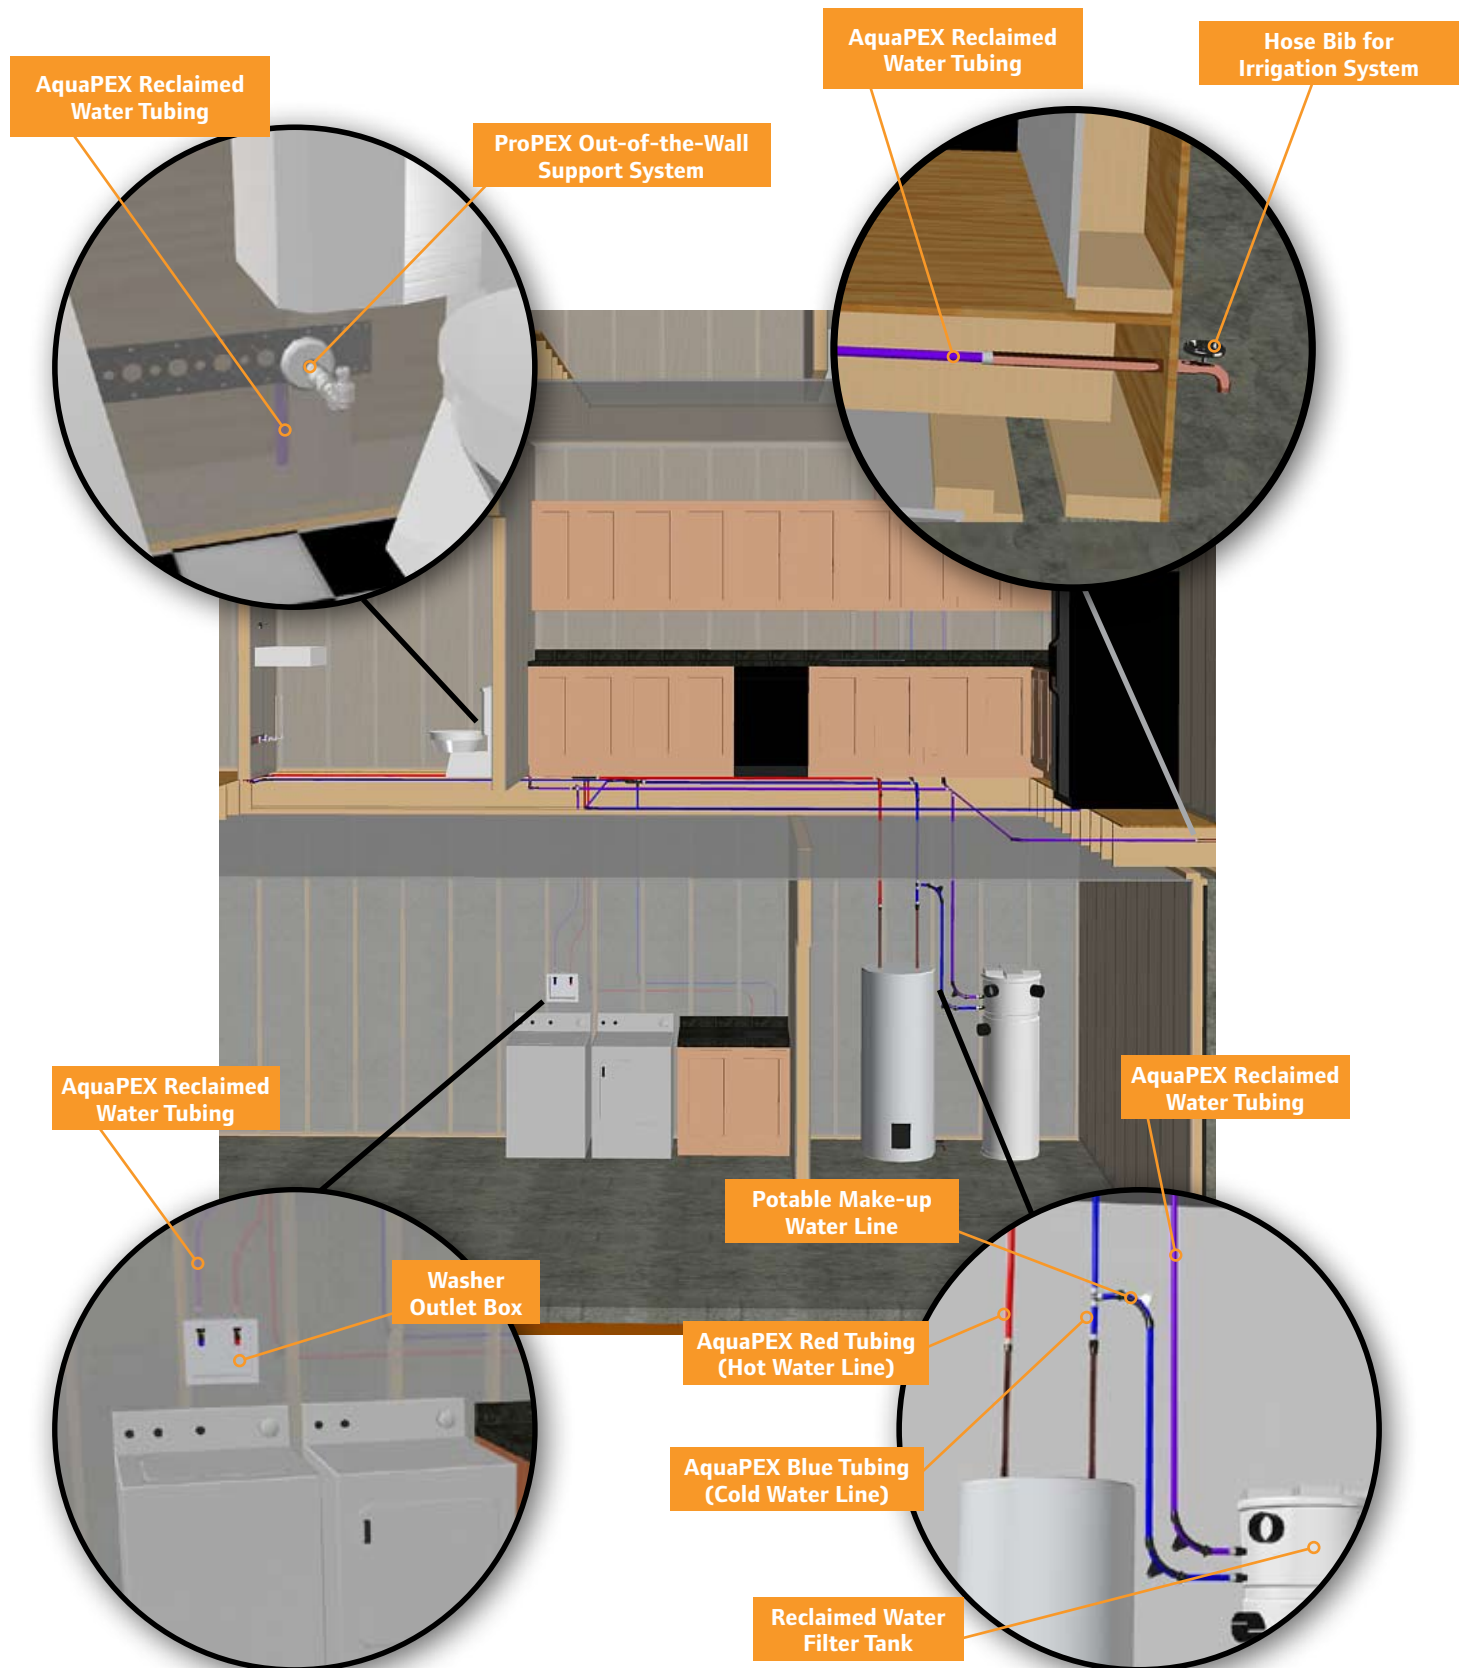 AquaPEX Reclaimed
Water Tubing
ProPEX Out-of-the-Wall
Support System
AquaPEX Reclaimed
Water Tubing
Hose Bib for
Irrigation System
AquaPEX Reclaimed
Water Tubing
Washer
Outlet Box
Potable Make-up
Water Line
AquaPEX Reclaimed
Water Tubing
AquaPEX Red Tubing
(Hot Water Line)
AquaPEX Blue Tubing
(Cold Water Line)
Reclaimed Water
Filter Tank